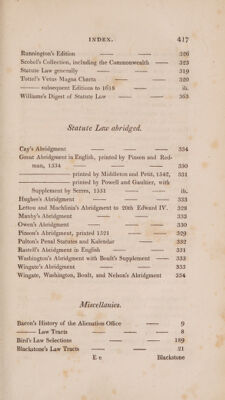 INDEX. 417
Runnington's Edition — — 326
Scobel's Collection, including the Commonwealth — 323
Statute Law generally — — 319
Tottel's Vetus Magna Charta — — 320
——— subsequent Editions to 1618 — ib.
Williams's Digest of Statute Law — — 363
Statute Law abridged.
Cay's Abridgment — — — 334
Great Abridgment in English, printed by Pinson and Red-
man, 1534 — — — 330
——— printed by Middleton and Petit, 1542, 331
——— printed by Powell and Gaultier, with
Supplement by Serres, 1551 — — ib.
Hughes's Abridgment — — — 333
Lettou and Machlinia's Abridgment to 20th Edward IV. 328
Manby's Abridgment — — — 333
Owen's Abridgment — — — 330
Pinson's Abridgment, printed 1521 — — 329
Pulton's Penal Statutes and Kalendar — — 332
Rastell's Abridgment in English — — 331
Washington's Abridgment with Boult's Supplement — 333
Wingate's Abridgment — — — 333
Wingate, Washington, Boult, and Nelson's Abridgment 334
Miscellanies.
Bacon's History of the Alienation Office — 9
——— Law Tracts — — 8
Bird's Law Selections — — — 189
Blackstone's Law Tracts — — — 21
E e Blackstone